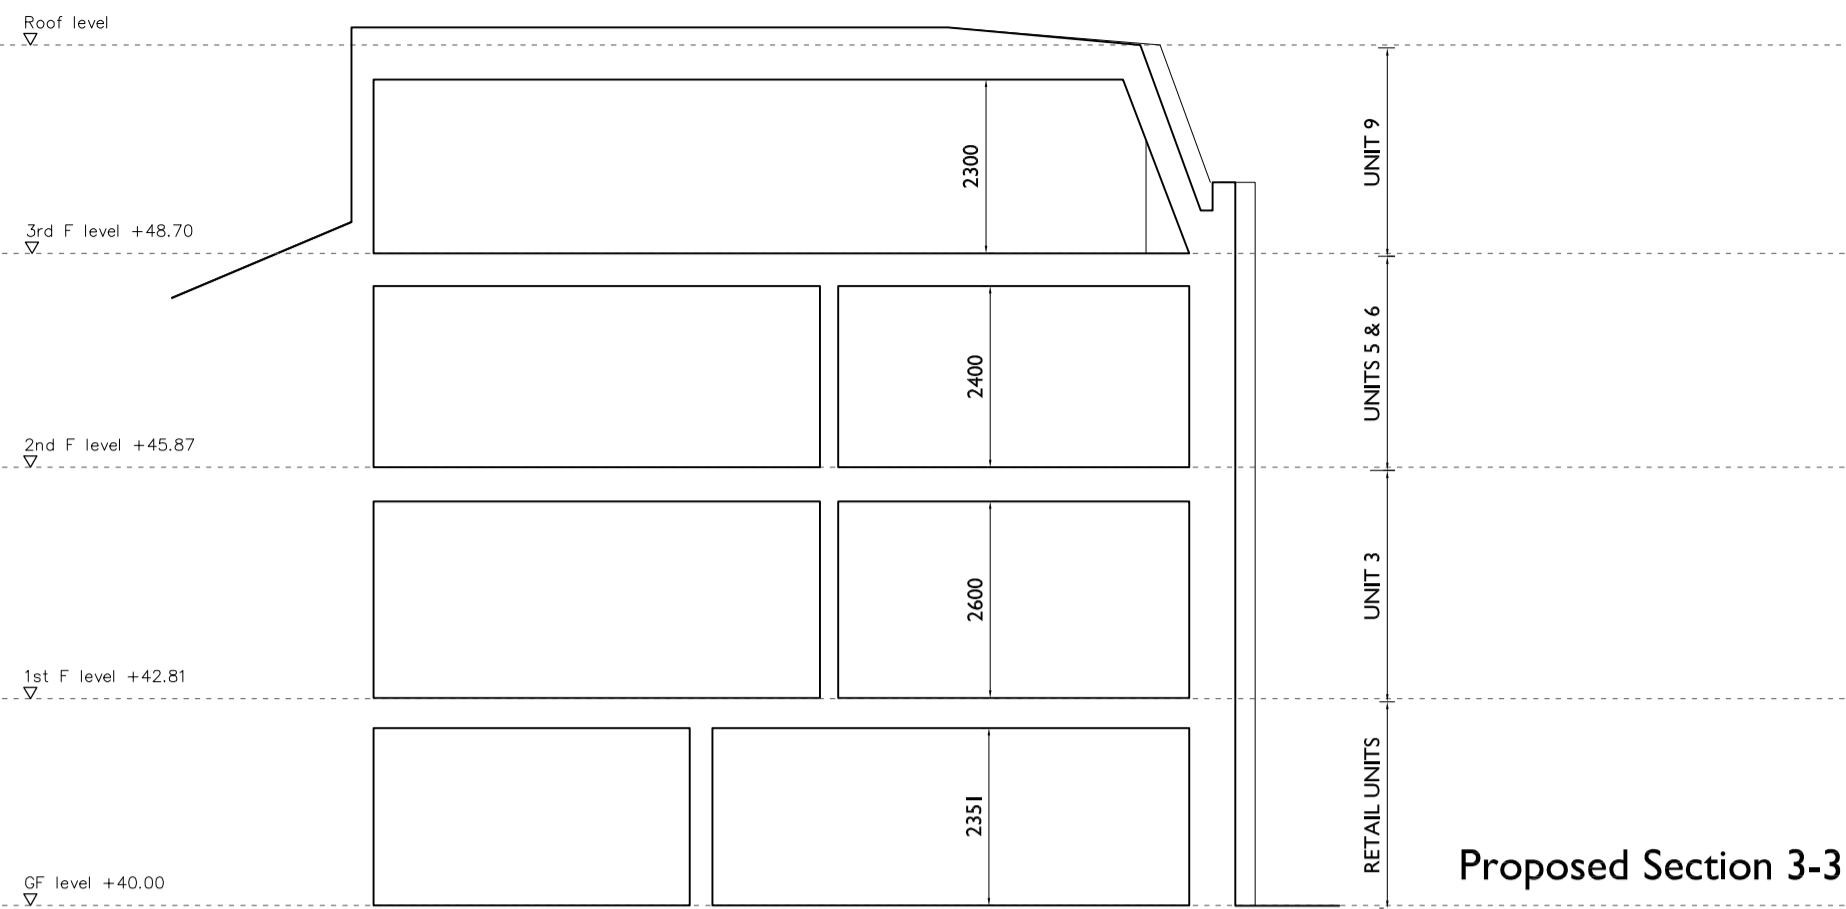 Roof level
UNIT 9
2300
3rd F level +48.70
UNITS 5 & 6
2400
2nd F level +45.87
UNIT 3
2600
1st F level +42.81
RETAIL UNITS
2351
Proposed Section 3-3
GF level +40.00